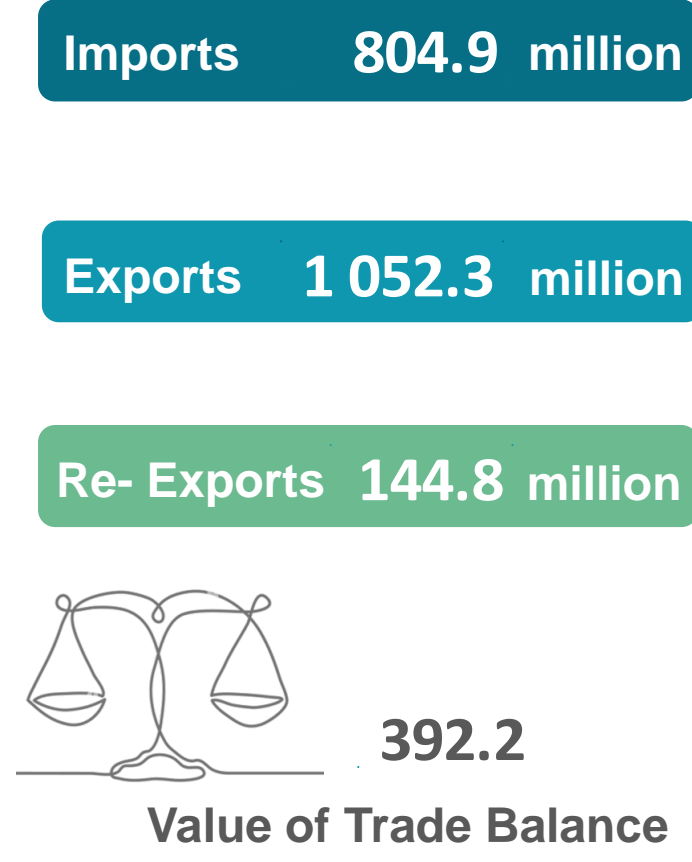 Imports 804.9 million
Exports 1 052.3 million
Re- Exports 144.8 million
392.2
Value of Trade Balance